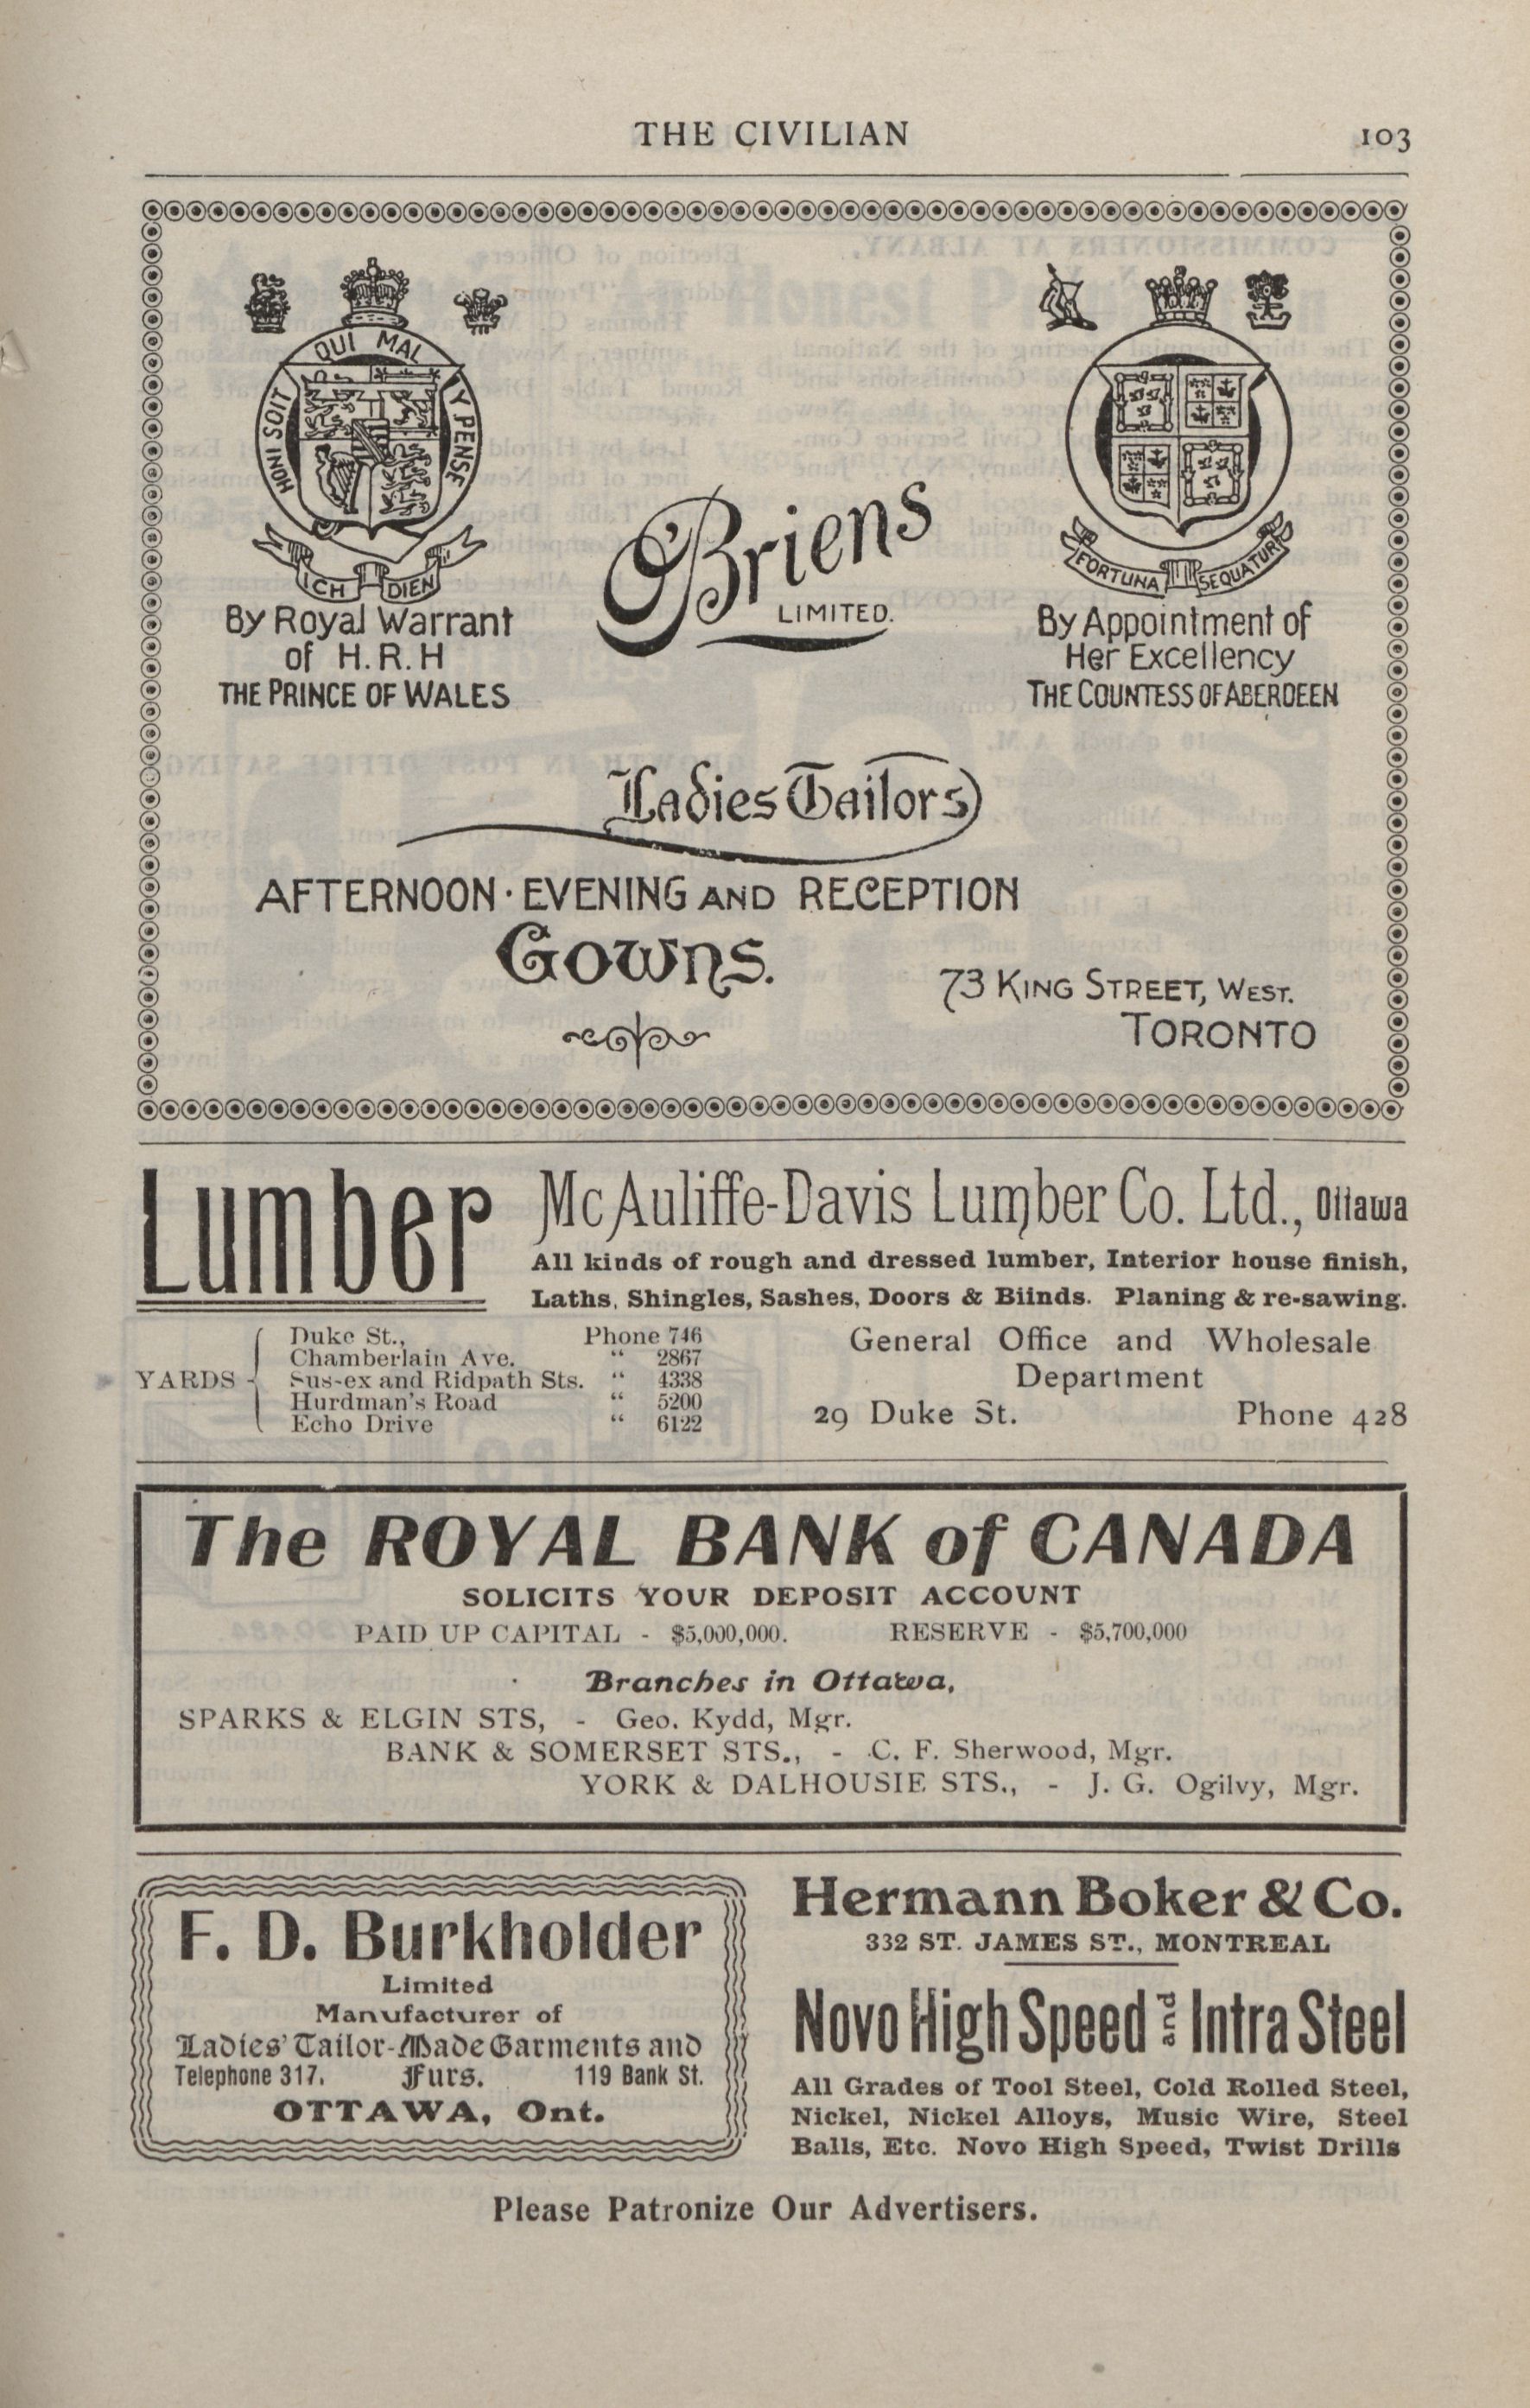 THE CIVILIAN 103
HONI SOIT QUI MAL Y PENSE
ICH DIEN
By Royal Warrant
of H.R.H
THE PRINCE OF WALES
OBriens
LIMITED.
FORTUNA SEQUATUR
By Appointment of
Her Excellency
THE COUNTESS OF ABERDEEN
Ladies Tailors
AFTERNOON · EVENING AND RECEPTION
GOWNS.
73 KING STREET, WEST.
TORONTO
Lumber
McAuliffe-Davis Lumber Co. Ltd., Ottawa
All kinds of rough and dressed lumber, Interior house finish,
Laths, Shingles, Sashes, Doors & Blinds. Planing & re-sawing.
YARDS
Duke St., Phone 746
Chamberlain Ave. “ 2867
Sussex and Ridpath Sts. “ 4338
Hurdman's Road “ 5200
Echo Drive “ 6122
General Office and Wholesale
Department
29 Duke St. Phone 428
The ROYAL BANK of CANADA
SOLICITS YOUR DEPOSIT ACCOUNT
PAID UP CAPITAL - $5,000,000. RESERVE - $5,700,000
Branches in Ottawa,
SPARKS & ELGIN STS, - Geo. Kydd, Mgr.
BANK & SOMERSET STS., - C. F. Sherwood, Mgr.
YORK & DALHOUSIE STS., - J. G. Ogilvy, Mgr.
F. D. Burkholder
Limited
Manufacturer of
Ladies' Tailor-Made Garments and
Telephone 317. Furs. 119 Bank St.
OTTAWA, Ont.
Hermann Boker & Co.
332 ST. JAMES ST., MONTREAL
Novo High Speed and Intra Steel
All Grades of Tool Steel, Cold Rolled Steel,
Nickel, Nickel Alloys, Music Wire, Steel
Balls, Etc. Novo High Speed, Twist Drills
Please Patronize Our Advertisers.